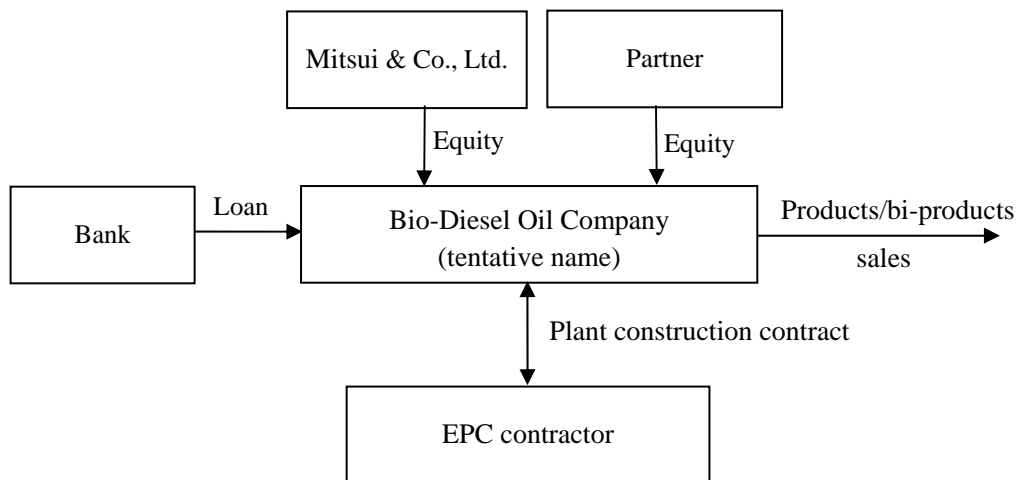 Mitsui & Co., Ltd.
Partner
Equity
Equity
Bank
Loan
Bio-Diesel Oil Company
(tentative name)
Products/bi-products
sales
Plant construction contract
EPC contractor